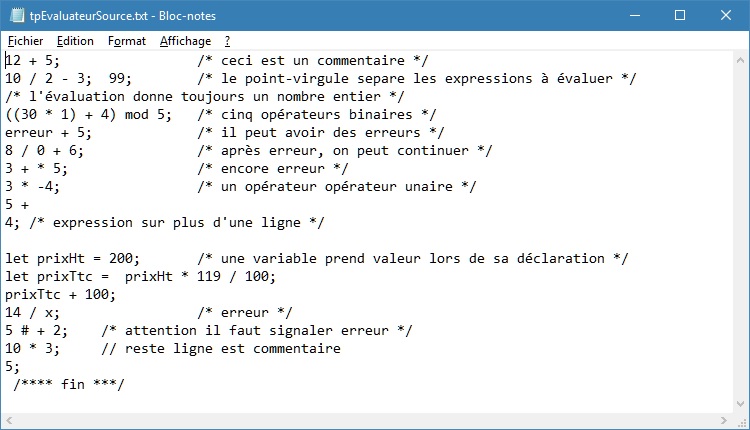 tpEvaluateurSource.txt - Bloc-notes
Fichier Edition Format Affichage ?
12 + 5; /* ceci est un commentaire */
10 / 2 - 3; 99; /* le point-virgule separe les expressions à évaluer */
/* l'évaluation donne toujours un nombre entier */
((30 * 1) + 4) mod 5; /* cinq opérateurs binaires */
erreur + 5; /* il peut avoir des erreurs */
8 / 0 + 6; /* après erreur, on peut continuer */
3 + * 5; /* encore erreur */
3 * -4; /* un opérateur opérateur unaire */
5 +
4; /* expression sur plus d'une ligne */
let prixHt = 200; /* une variable prend valeur lors de sa déclaration */
let prixTtc = prixHt * 119 / 100;
prixTtc + 100;
14 / x; /* erreur */
5 # + 2; /* attention il faut signaler erreur */
10 * 3; // reste ligne est commentaire
5;
/**** fin ***/